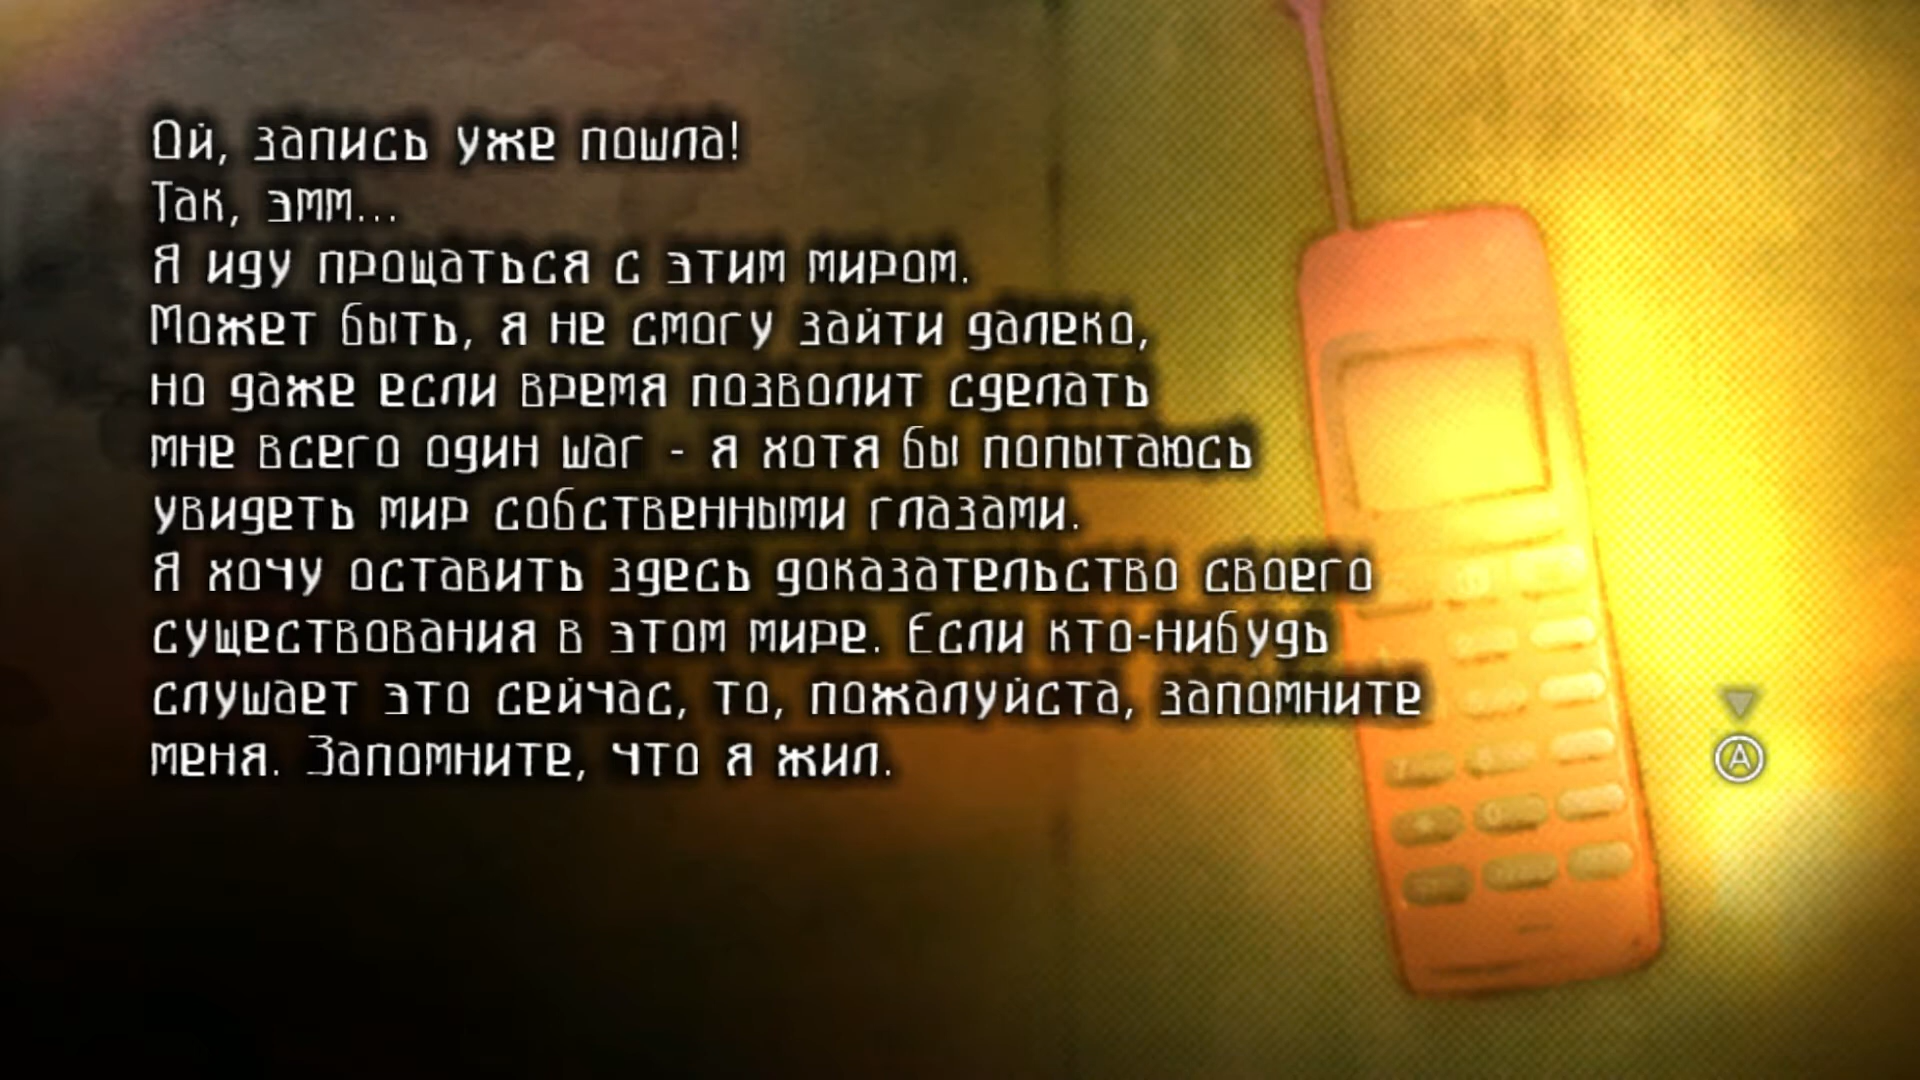 Ой, запись уже пошла!
Так, эмм...
Я иду прощаться с этим миром.
Может быть, я не смогу зайти далеко,
но даже если время позволит сделать
мне всего один шаг - я хотя бы попытаюсь
увидеть мир собственными глазами.
Я хочу оставить здесь доказательство своего
существования в этом мире. Если кто-нибудь
слушает это сейчас, то, пожалуйста, запомните
меня. Запомните, что я жил.
A